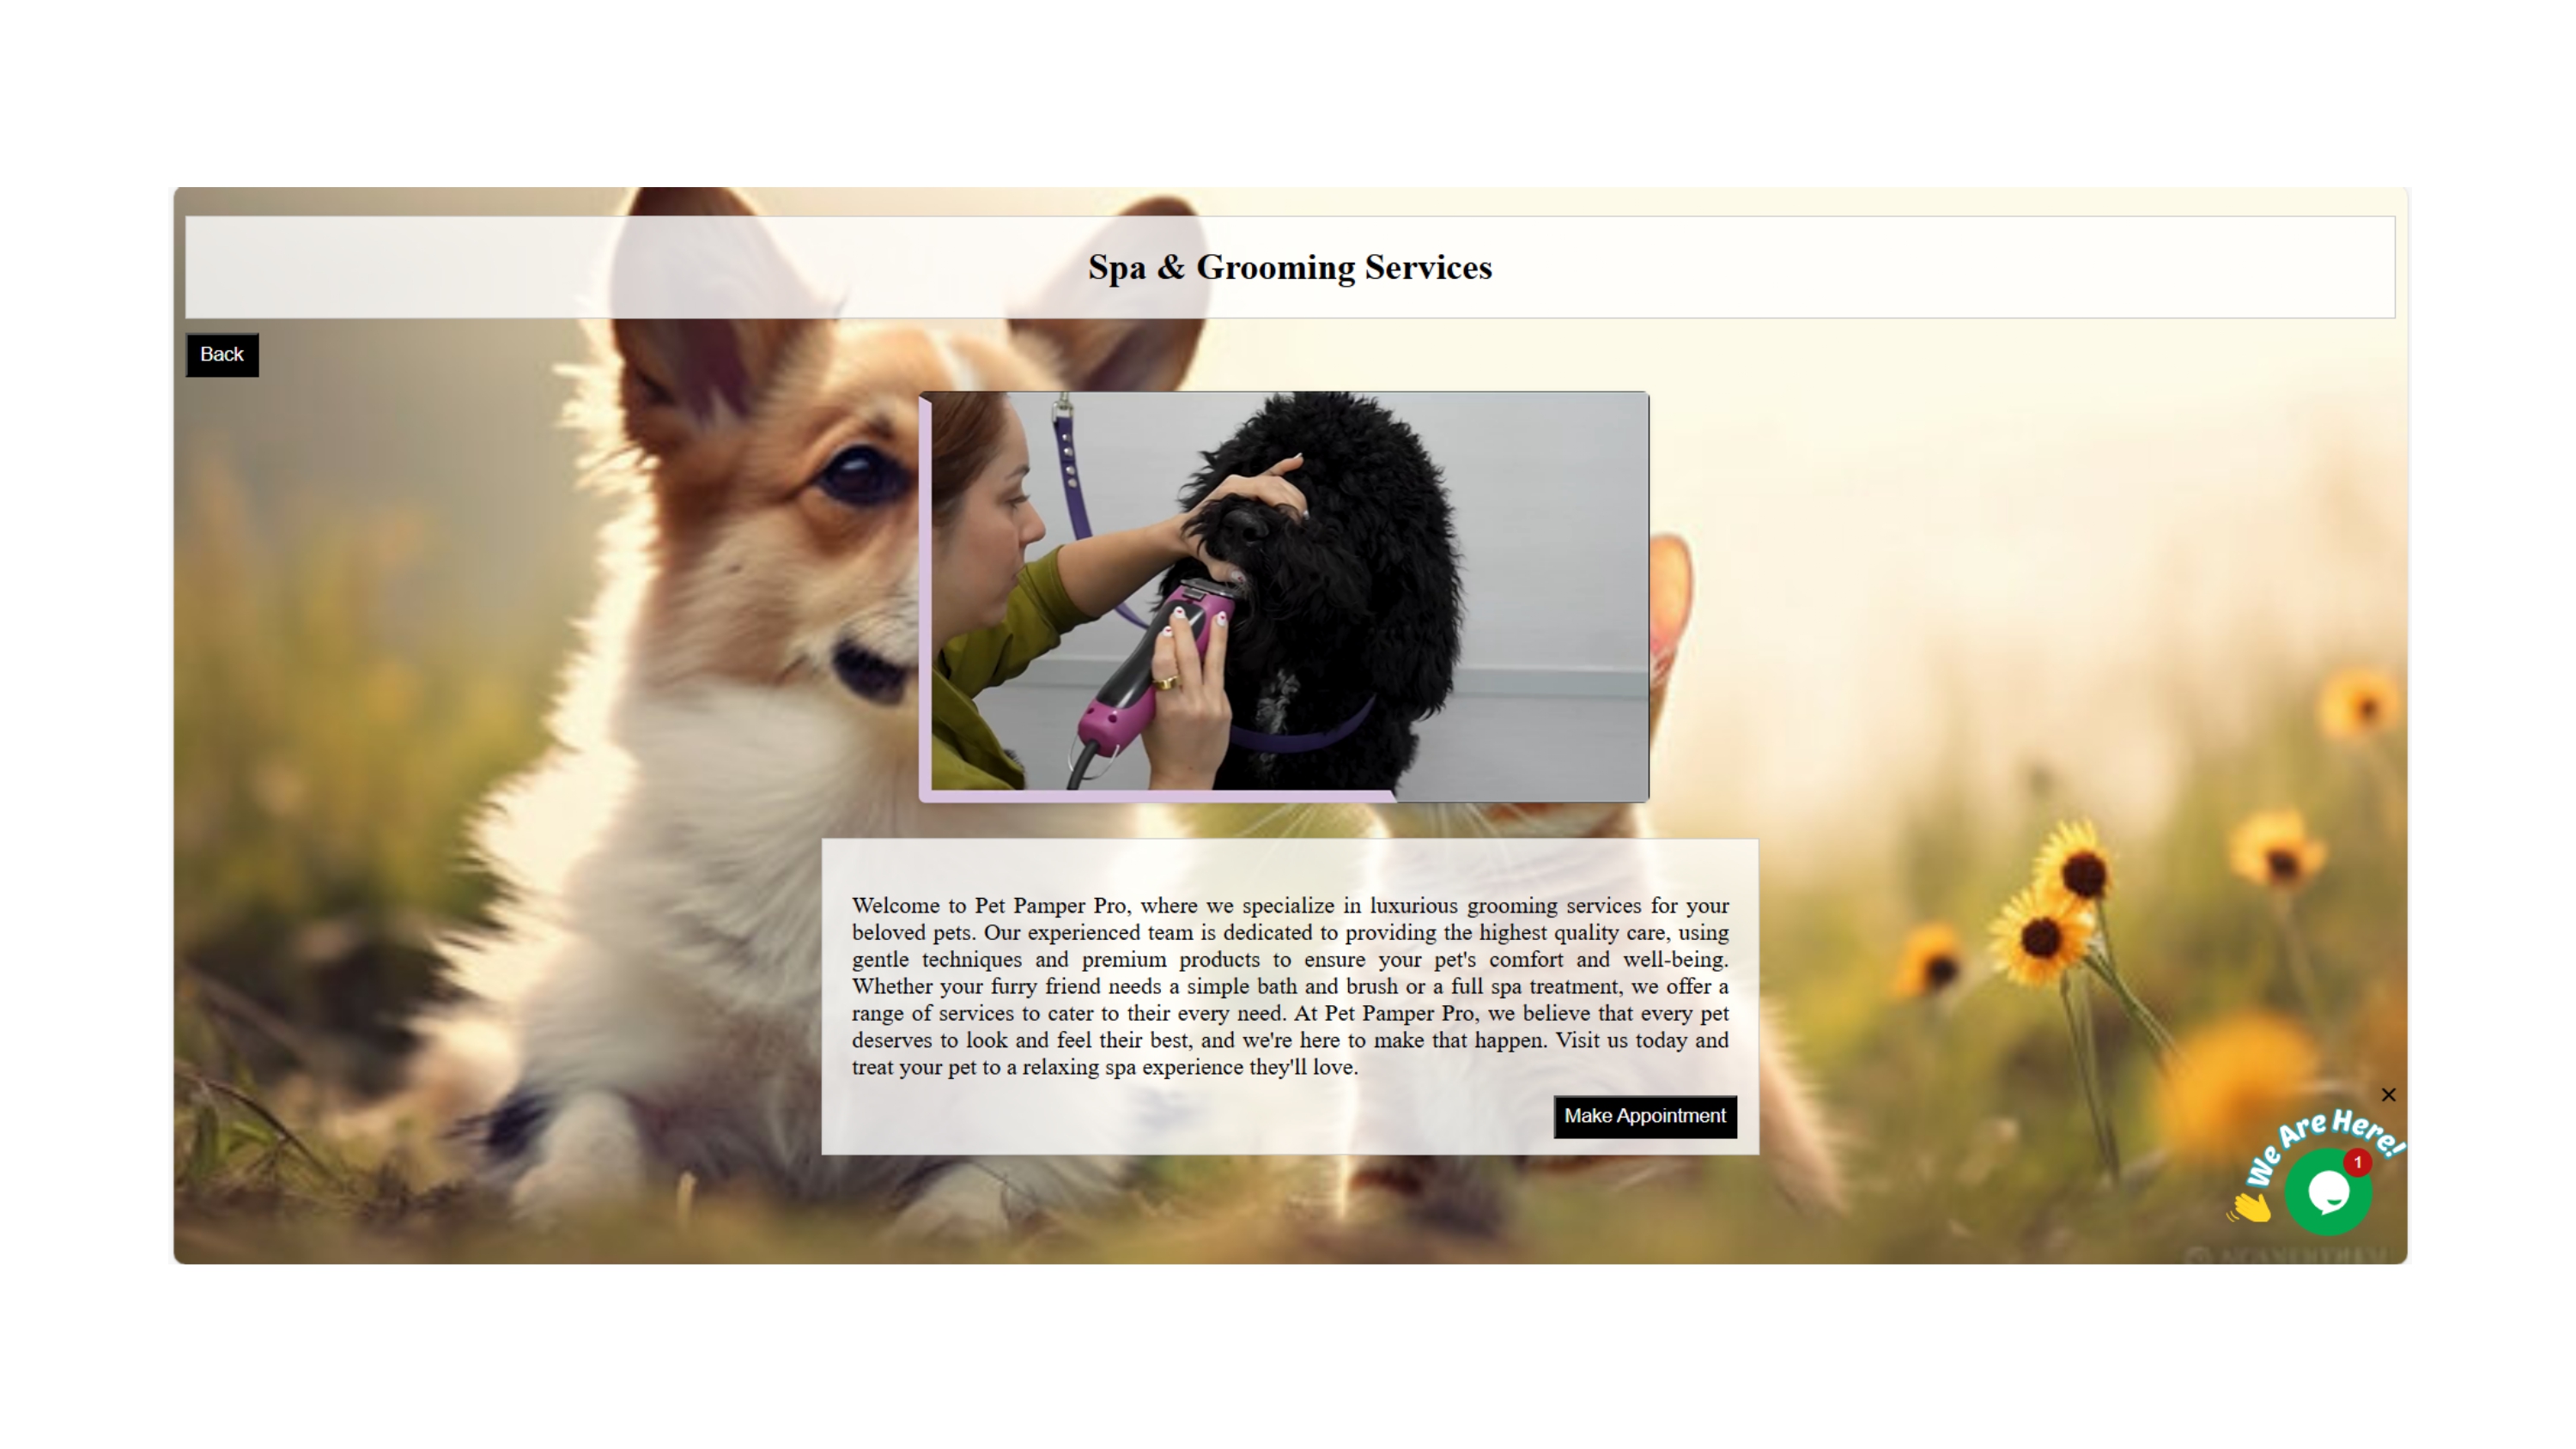 Spa & Grooming Services
Back
Welcome to Pet Pamper Pro, where we specialize in luxurious grooming services for your
beloved pets. Our experienced team is dedicated to providing the highest quality care, using
gentle techniques and premium products to ensure your pet's comfort and well-being.
Whether your furry friend needs a simple bath and brush or a full spa treatment, we offer a
range of services to cater to their every need. At Pet Pamper Pro, we believe that every pet
deserves to look and feel their best, and we're here to make that happen. Visit us today and
treat your pet to a relaxing spa experience they'll love.
Make Appointment
We Are Here!
1